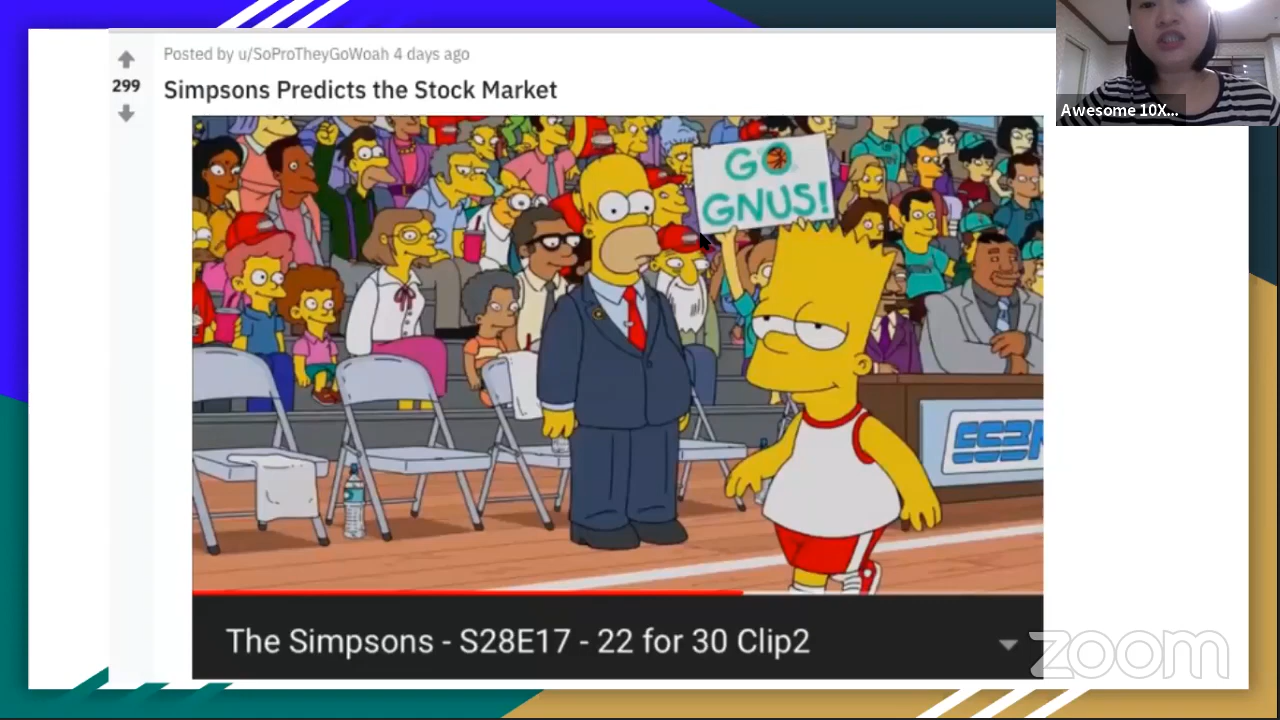 Posted by u/SoProTheyGoWoah 4 days ago
299
Simpsons Predicts the Stock Market
Awesome 10X...
GO
GNUS!
The Simpsons - S28E17 - 22 for 30 Clip2
zoom